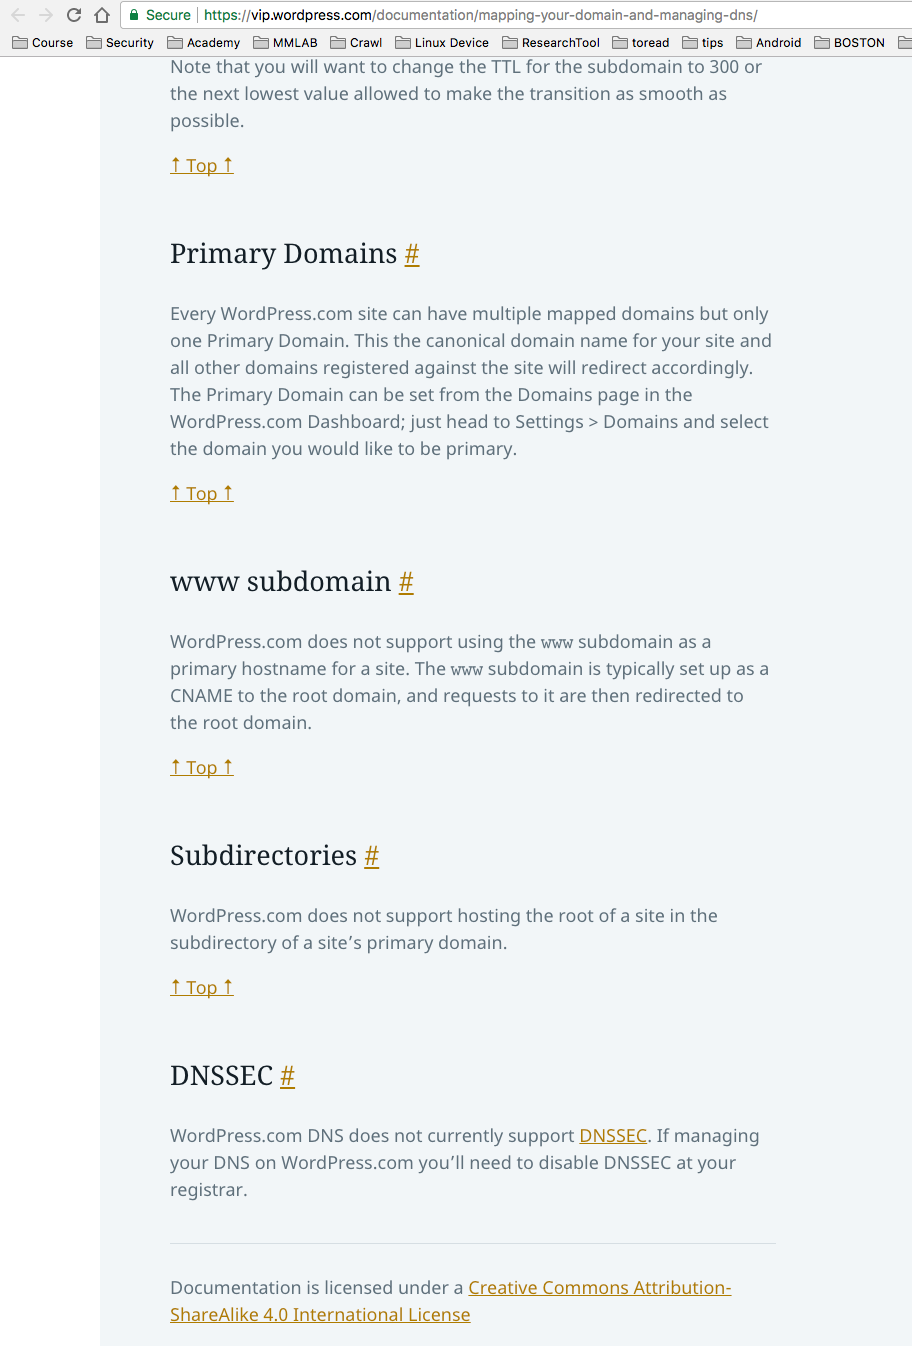 Secure https://vip.wordpress.com/documentation/mapping-your-domain-and-managing-dns/
Course Security Academy MMLAB Crawl Linux Device ResearchTool toread tips Android BOSTON
Note that you will want to change the TTL for the subdomain to 300 or
the next lowest value allowed to make the transition as smooth as
possible.
↑ Top ↑
Primary Domains #
Every WordPress.com site can have multiple mapped domains but only
one Primary Domain. This the canonical domain name for your site and
all other domains registered against the site will redirect accordingly.
The Primary Domain can be set from the Domains page in the
WordPress.com Dashboard; just head to Settings > Domains and select
the domain you would like to be primary.
↑ Top ↑
www subdomain #
WordPress.com does not support using the www subdomain as a
primary hostname for a site. The www subdomain is typically set up as a
CNAME to the root domain, and requests to it are then redirected to
the root domain.
↑ Top ↑
Subdirectories #
WordPress.com does not support hosting the root of a site in the
subdirectory of a site’s primary domain.
↑ Top ↑
DNSSEC #
WordPress.com DNS does not currently support DNSSEC. If managing
your DNS on WordPress.com you’ll need to disable DNSSEC at your
registrar.
Documentation is licensed under a Creative Commons Attribution-
ShareAlike 4.0 International License